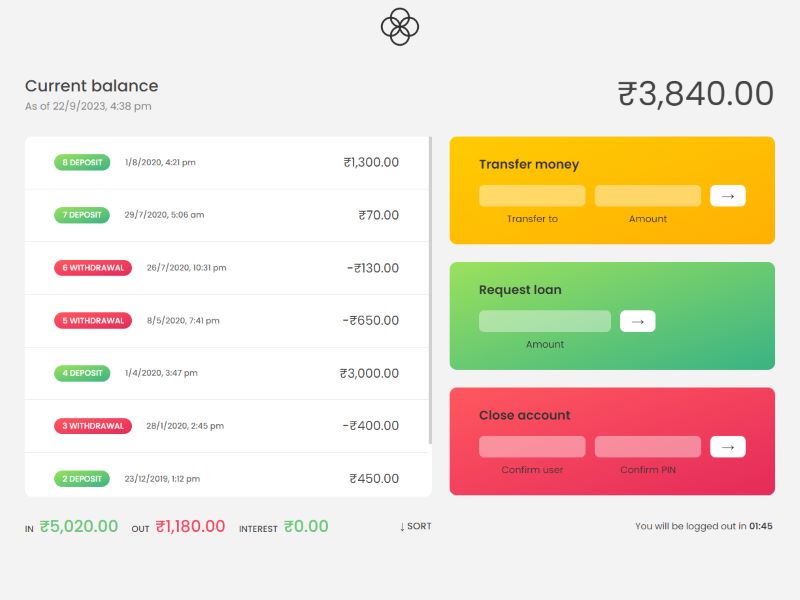 Current balance
As of 22/9/2023, 4:38 pm
₹3,840.00
8 DEPOSIT 1/8/2020, 4:21 pm ₹1,300.00
7 DEPOSIT 29/7/2020, 5:06 am ₹70.00
6 WITHDRAWAL 26/7/2020, 10:31 pm -₹130.00
5 WITHDRAWAL 8/5/2020, 7:41 pm -₹650.00
4 DEPOSIT 1/4/2020, 3:47 pm ₹3,000.00
3 WITHDRAWAL 28/1/2020, 2:45 pm -₹400.00
2 DEPOSIT 23/12/2019, 1:12 pm ₹450.00
Transfer money
→
Transfer to Amount
Request loan
→
Amount
Close account
→
Confirm user Confirm PIN
IN ₹5,020.00 OUT ₹1,180.00 INTEREST ₹0.00 ↓ SORT
You will be logged out in 01:45